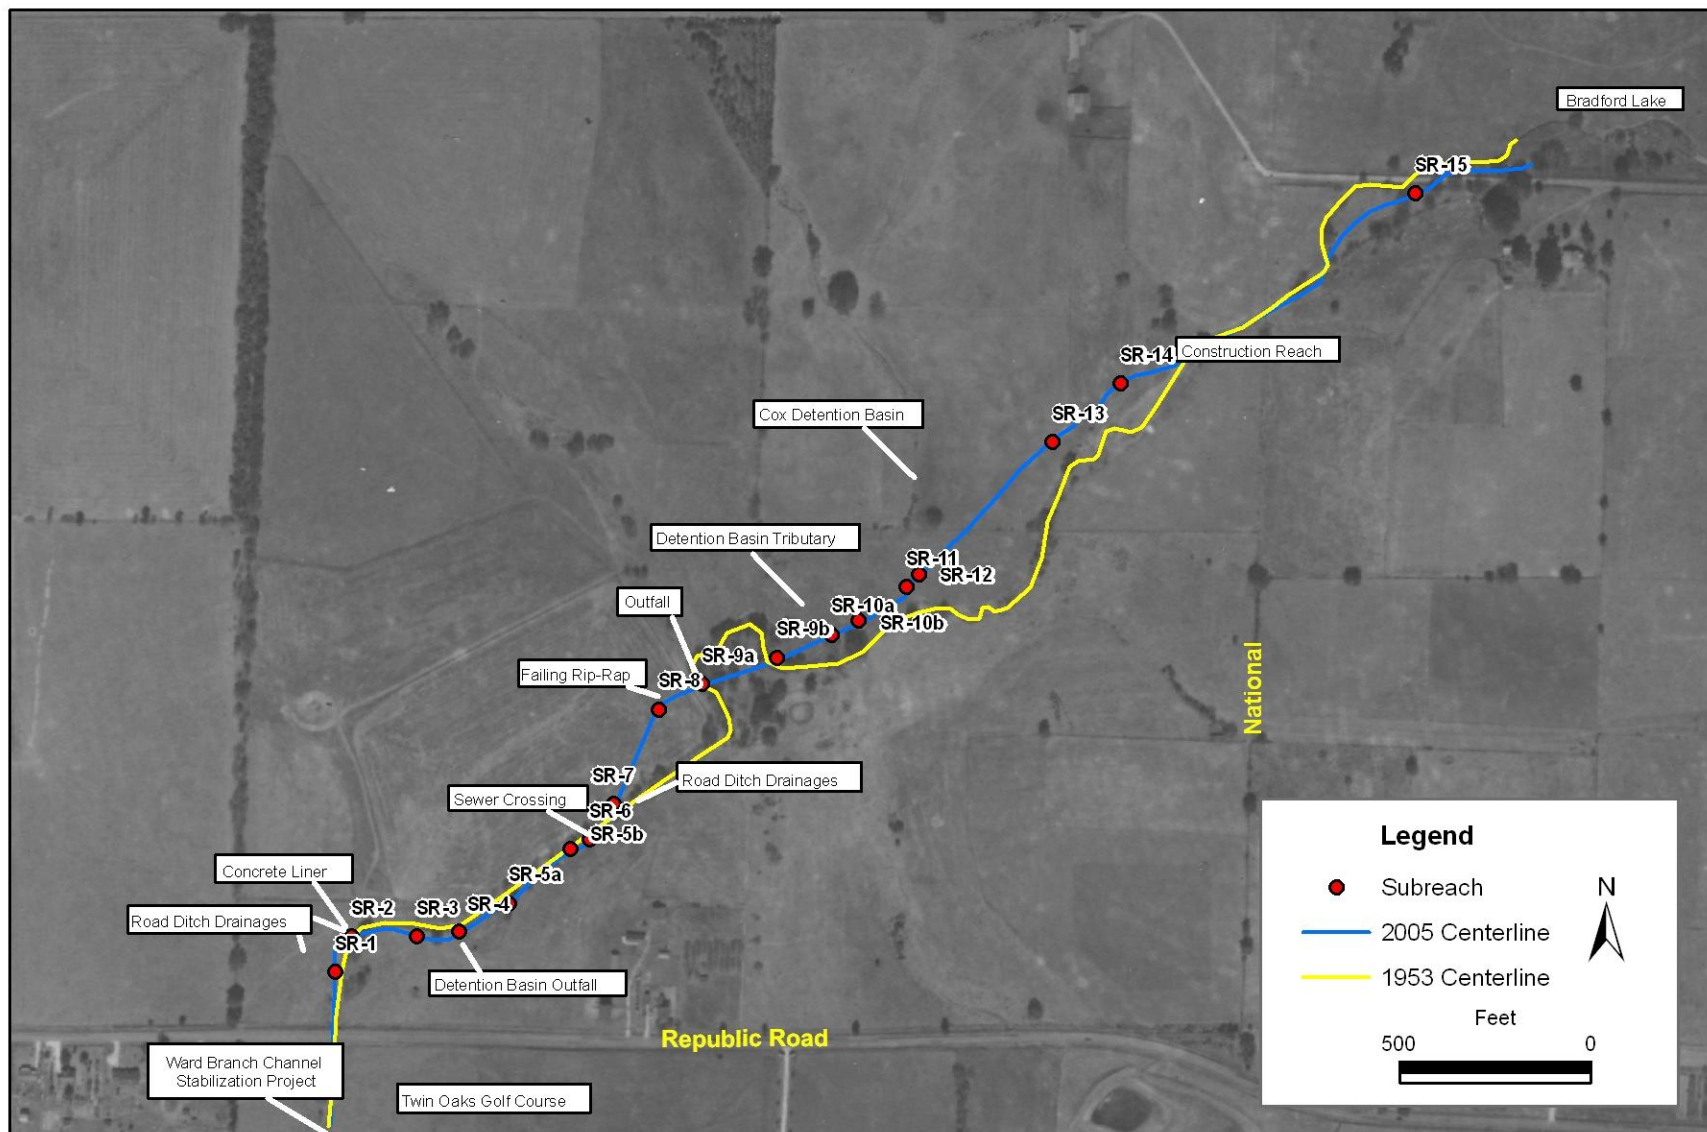 Bradford Lake
SR-15
Construction Reach
SR-14
SR-13
Cox Detention Basin
Detention Basin Tributary
SR-11
SR-12
Outfall
SR-10a
SR-10b
SR-9b
SR-9a
Failing Rip-Rap
SR-8
National
SR-7
Road Ditch Drainages
Sewer Crossing
SR-6
SR-5b
SR-5a
Concrete Liner
SR-4
SR-3
SR-2
Road Ditch Drainages
SR-1
Detention Basin Outfall
Republic Road
Ward Branch Channel
Stabilization Project
Twin Oaks Golf Course
Legend
Subreach
2005 Centerline
1953 Centerline
N
Feet
500
0